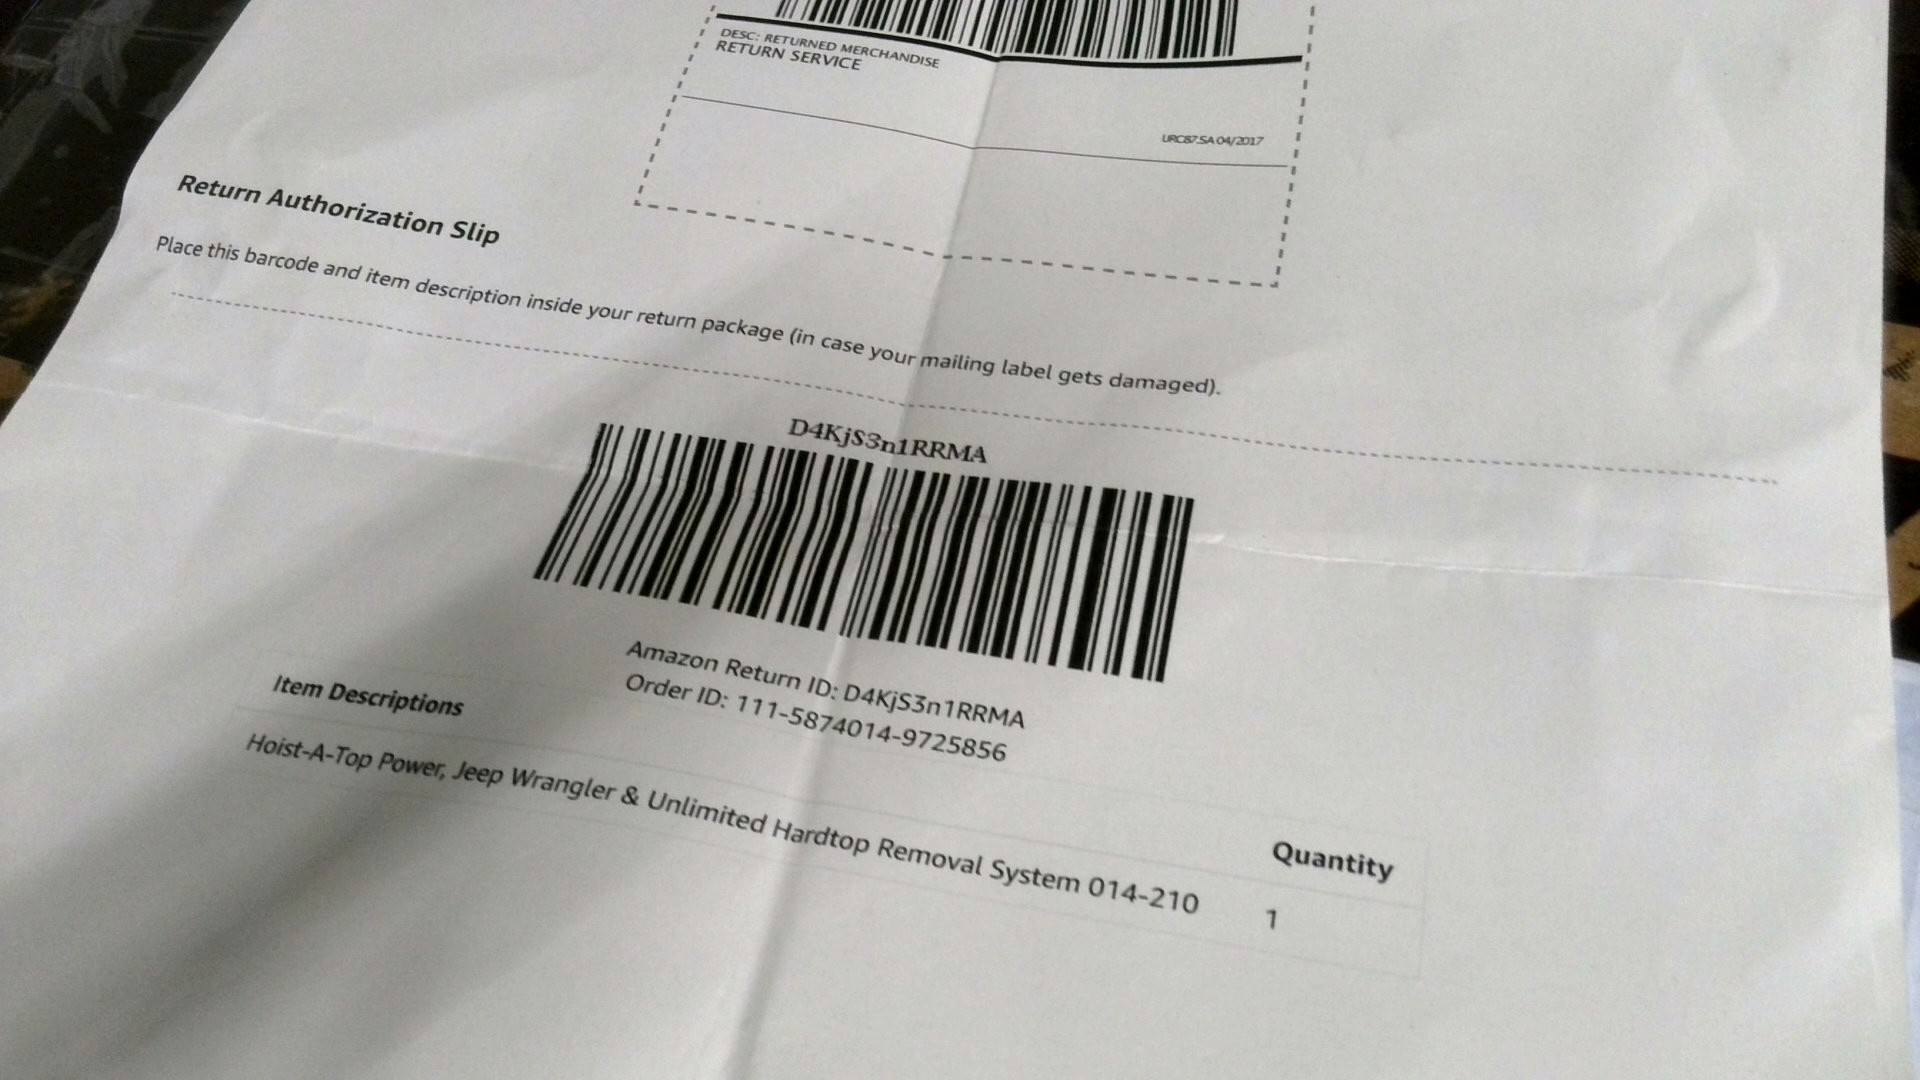 DESC: RETURNED MERCHANDISE
RETURN SERVICE
URC87.5A 04/2017
Return Authorization Slip
Place this barcode and item description inside your return package (in case your mailing label gets damaged).
D4KjS3n1RRMA
Amazon Return ID: D4KjS3n1RRMA
Order ID: 111-5874014-9725856
Item Descriptions
Quantity
Hoist-A-Top Power, Jeep Wrangler & Unlimited Hardtop Removal System 014-210
1